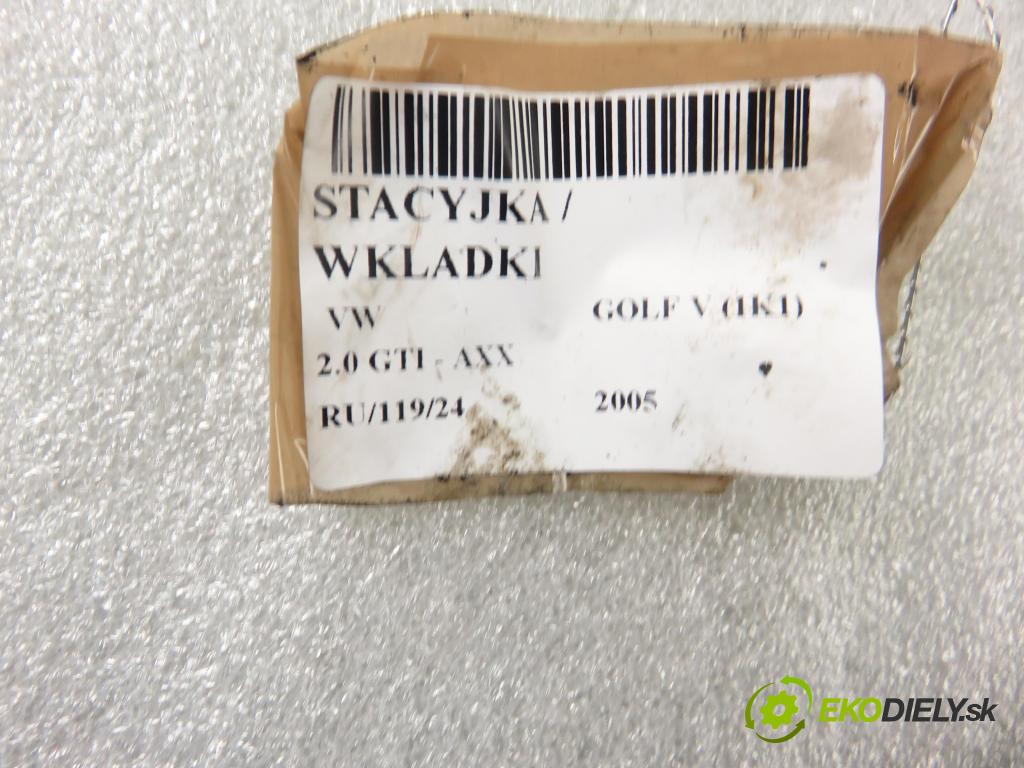 STACYJKA /
WKLADKI
VW GOLF V (1K1)
2.0 GTI - AXX
RU/119/24 2005
EKODIELY.sk